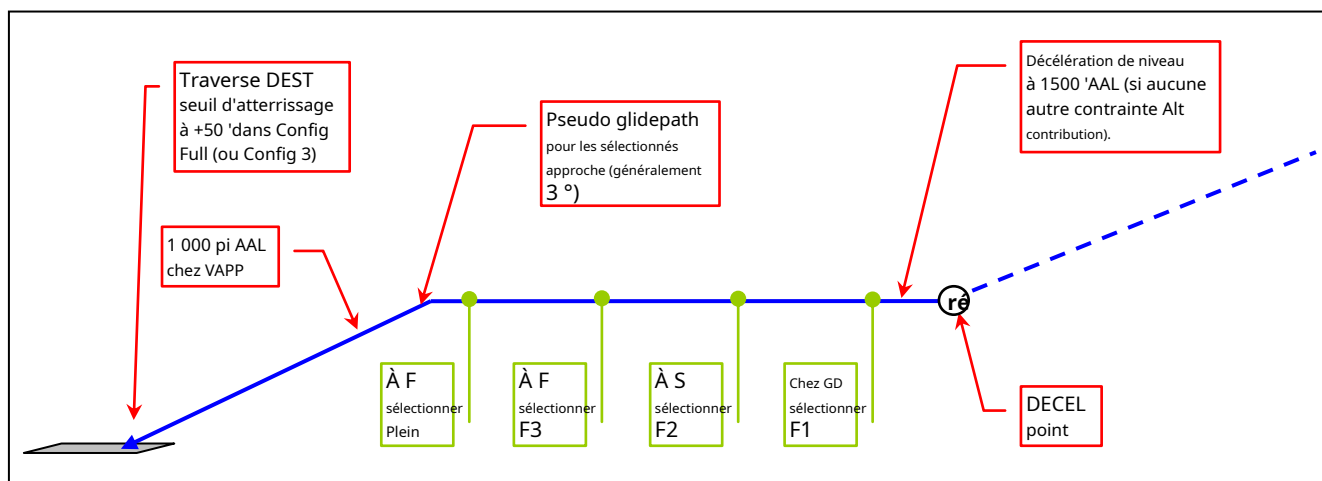 Traverse DEST
seuil d'atterrissage
à +50 'dans Config
Full (ou Config 3)
1 000 pi AAL
chez VAPP
Pseudo glidepath
pour les sélectionnés
approche (généralement
3 °)
Décélération de niveau
à 1500 'AAL (si aucune
autre contrainte Alt
contribution).
ré
À F
sélectionner
Plein
À F
sélectionner
F3
À S
sélectionner
F2
Chez GD
sélectionner
F1
DECEL
point